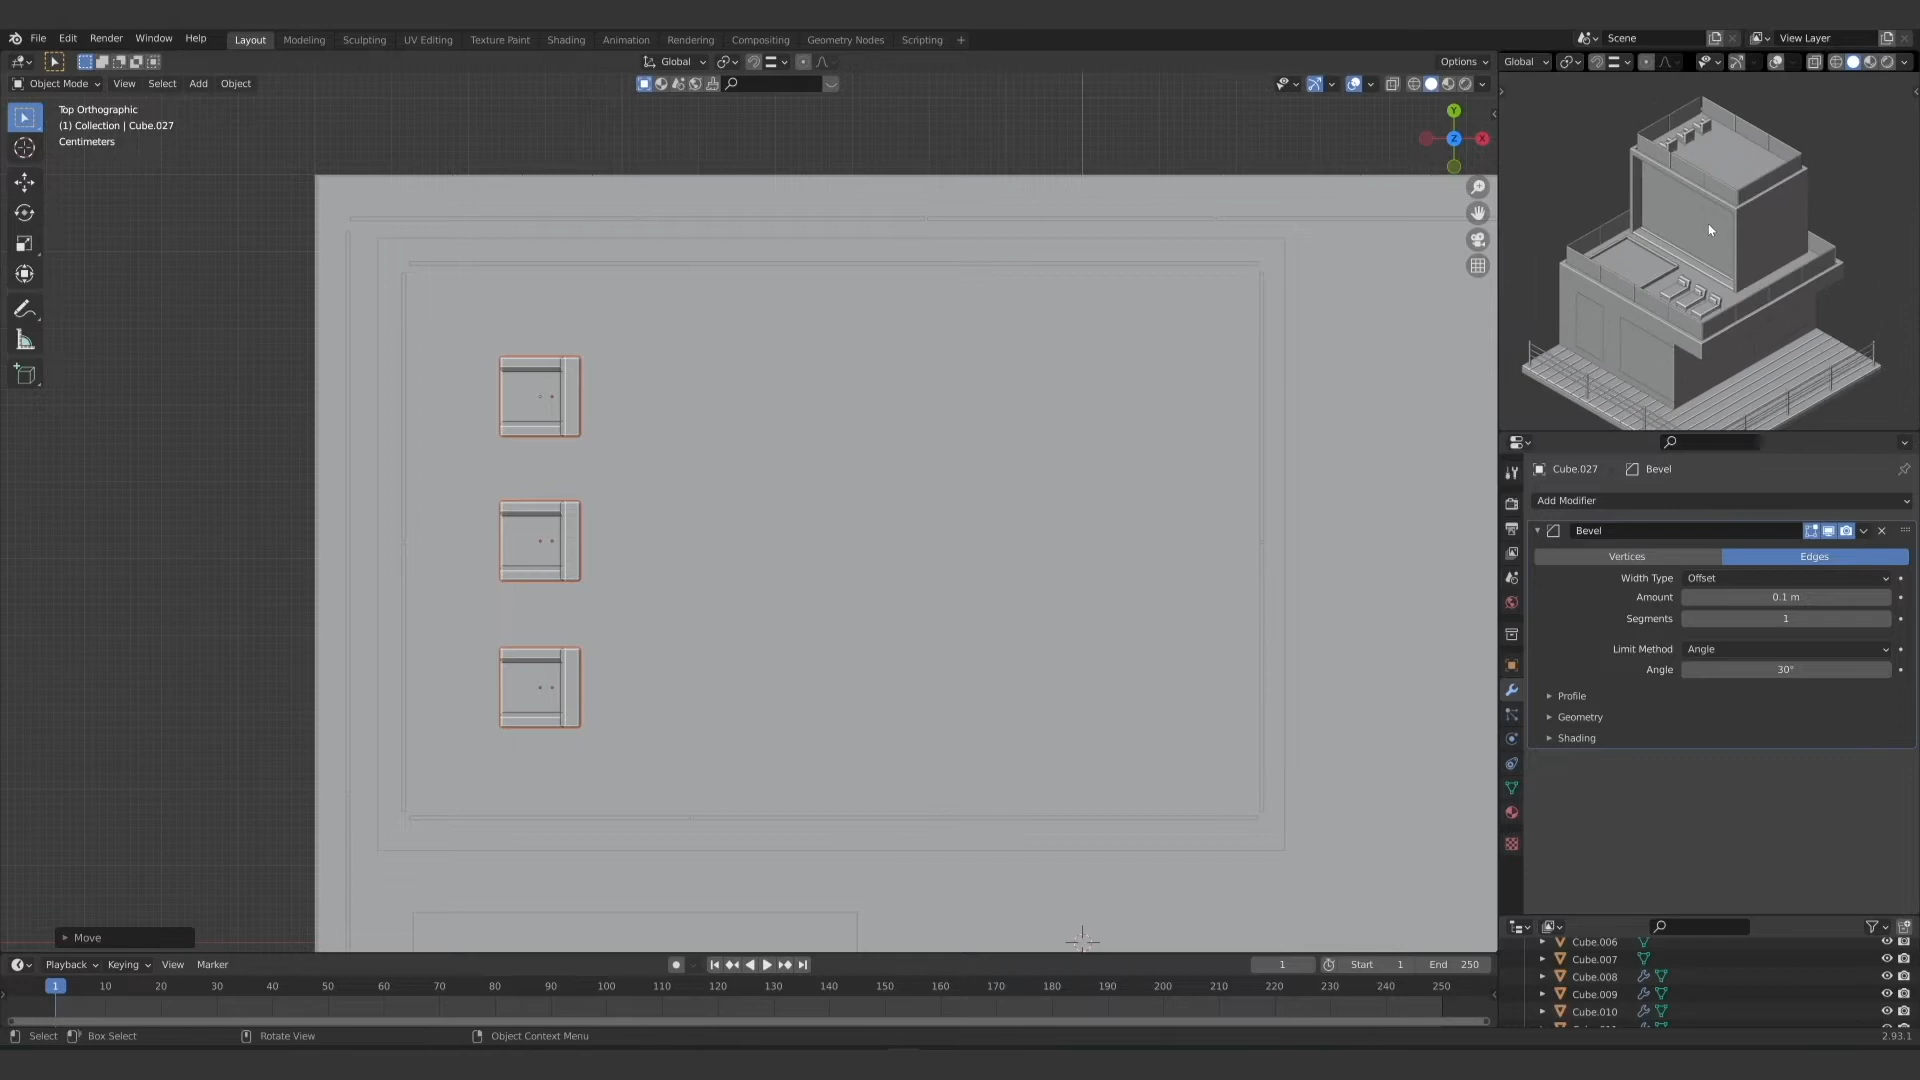 File Edit Render Window Help Layout Modeling Sculpting UV Editing Texture Paint Shading Animation Rendering Compositing Geometry Nodes Scripting + Scene View Layer
Global Options Global
Object Mode View Select Add Object
Top Orthographic
(1) Collection | Cube.027
Centimeters
Y
Z X
Cube.027 Bevel
Add Modifier
Bevel
Vertices Edges
Width Type Offset
Amount 0.1 m
Segments 1
Limit Method Angle
Angle 30°
Profile
Geometry
Shading
Move
Cube.006
Cube.007
Cube.008
Cube.009
Cube.010
Playback Keying View Marker 1 Start 1 End 250
1 10 20 30 40 50 60 70 80 90 100 110 120 130 140 150 160 170 180 190 200 210 220 230 240 250
Select Box Select Rotate View Object Context Menu 2.93.1